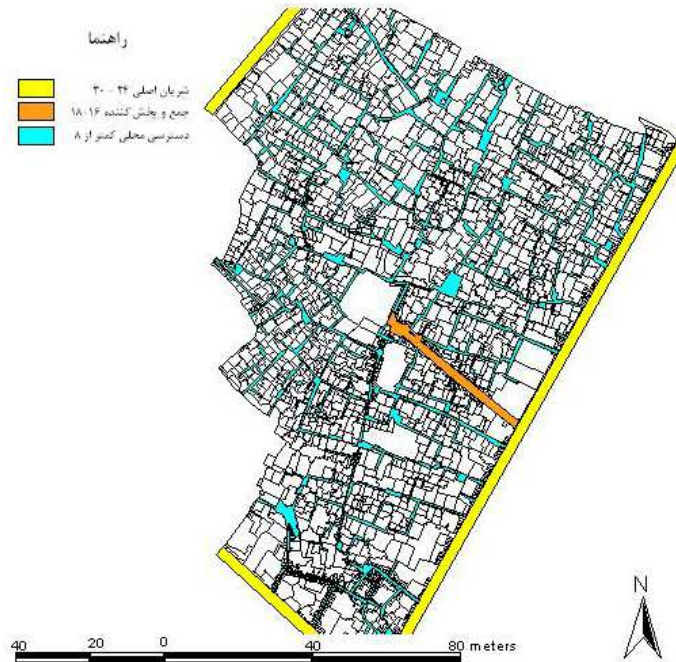 راهنما
شریان اصلی ۲۴ - ۳۰
جمع و پخش کننده ۱۶-۱۸
دسترسی محلی کمتر از ۸
N
40 20 0 40 80 meters